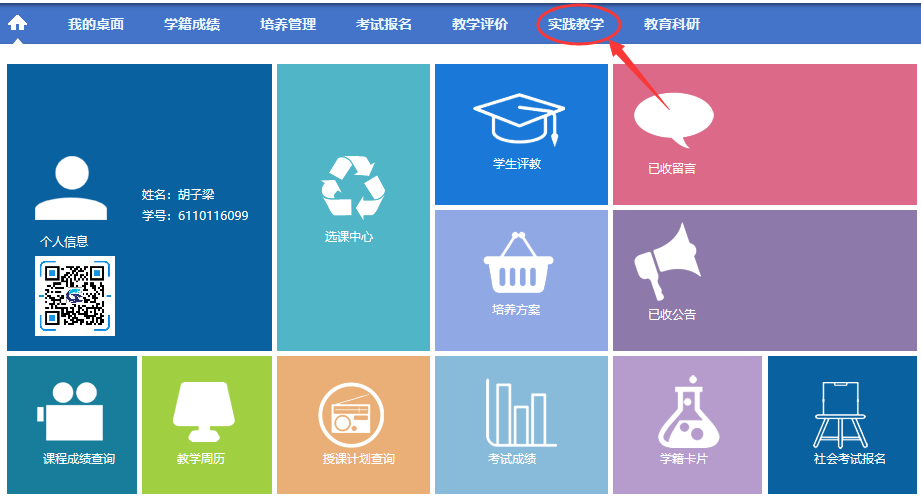 我的桌面
学籍成绩
培养管理
考试报名
教学评价
实践教学
教育科研
姓名：胡子梁
学号：6110116099
个人信息
选课中心
学生评教
已收留言
培养方案
已收公告
课程成绩查询
教学周历
授课计划查询
考试成绩
学籍卡片
社会考试报名